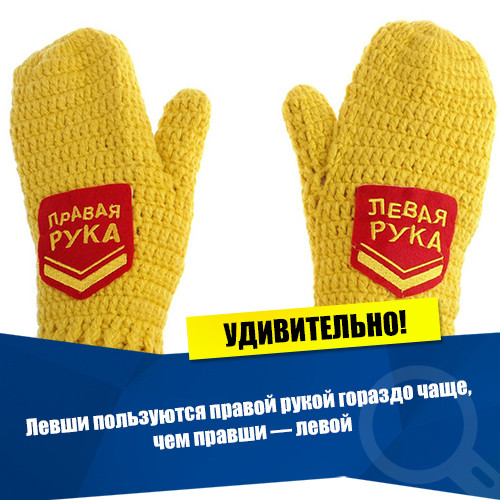 ПРАВАЯ
РУКА
ЛЕВАЯ
РУКА
УДИВИТЕЛЬНО!
Левши пользуются правой рукой гораздо чаще,
чем правши — левой